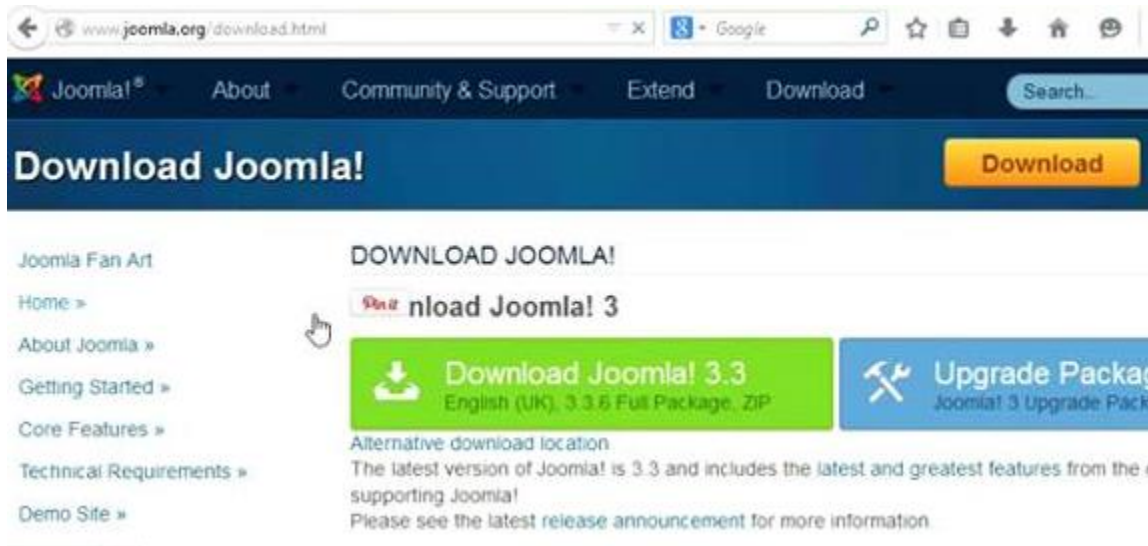 www.joomla.org/download.html
Google
Joomla!® About Community & Support Extend Download Search...
Download Joomla!
Download
Joomla Fan Art
Home »
About Joomla »
Getting Started »
Core Features »
Technical Requirements »
Demo Site »
DOWNLOAD JOOMLA!
Pin it nload Joomla! 3
Download Joomla! 3.3
English (UK), 3.3.6 Full Package, ZIP
Upgrade Packag
Joomla! 3 Upgrade Pack
Alternative download location
The latest version of Joomla! is 3.3 and includes the latest and greatest features from the
supporting Joomla!
Please see the latest release announcement for more information